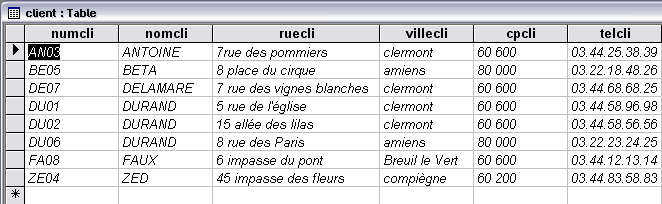 client : Table
numcli nomcli ruecli villecli cpcli telcli
AN03 ANTOINE 7rue des pommiers clermont 60 600 03.44.25.38.39
BE05 BETA 8 place du cirque amiens 80 000 03.22.18.48.26
DE07 DELAMARE 7 rue des vignes blanches clermont 60 600 03.44.68.68.25
DU01 DURAND 5 rue de l'église clermont 60 600 03.44.58.96.98
DU02 DURAND 15 allée des lilas clermont 60 600 03.44.58.56.56
DU06 DURAND 8 rue des Paris amiens 80 000 03.22.23.24.25
FA08 FAUX 6 impasse du pont Breuil le Vert 60 600 03.44.12.13.14
ZE04 ZED 45 impasse des fleurs compiègne 60 200 03.44.83.58.83